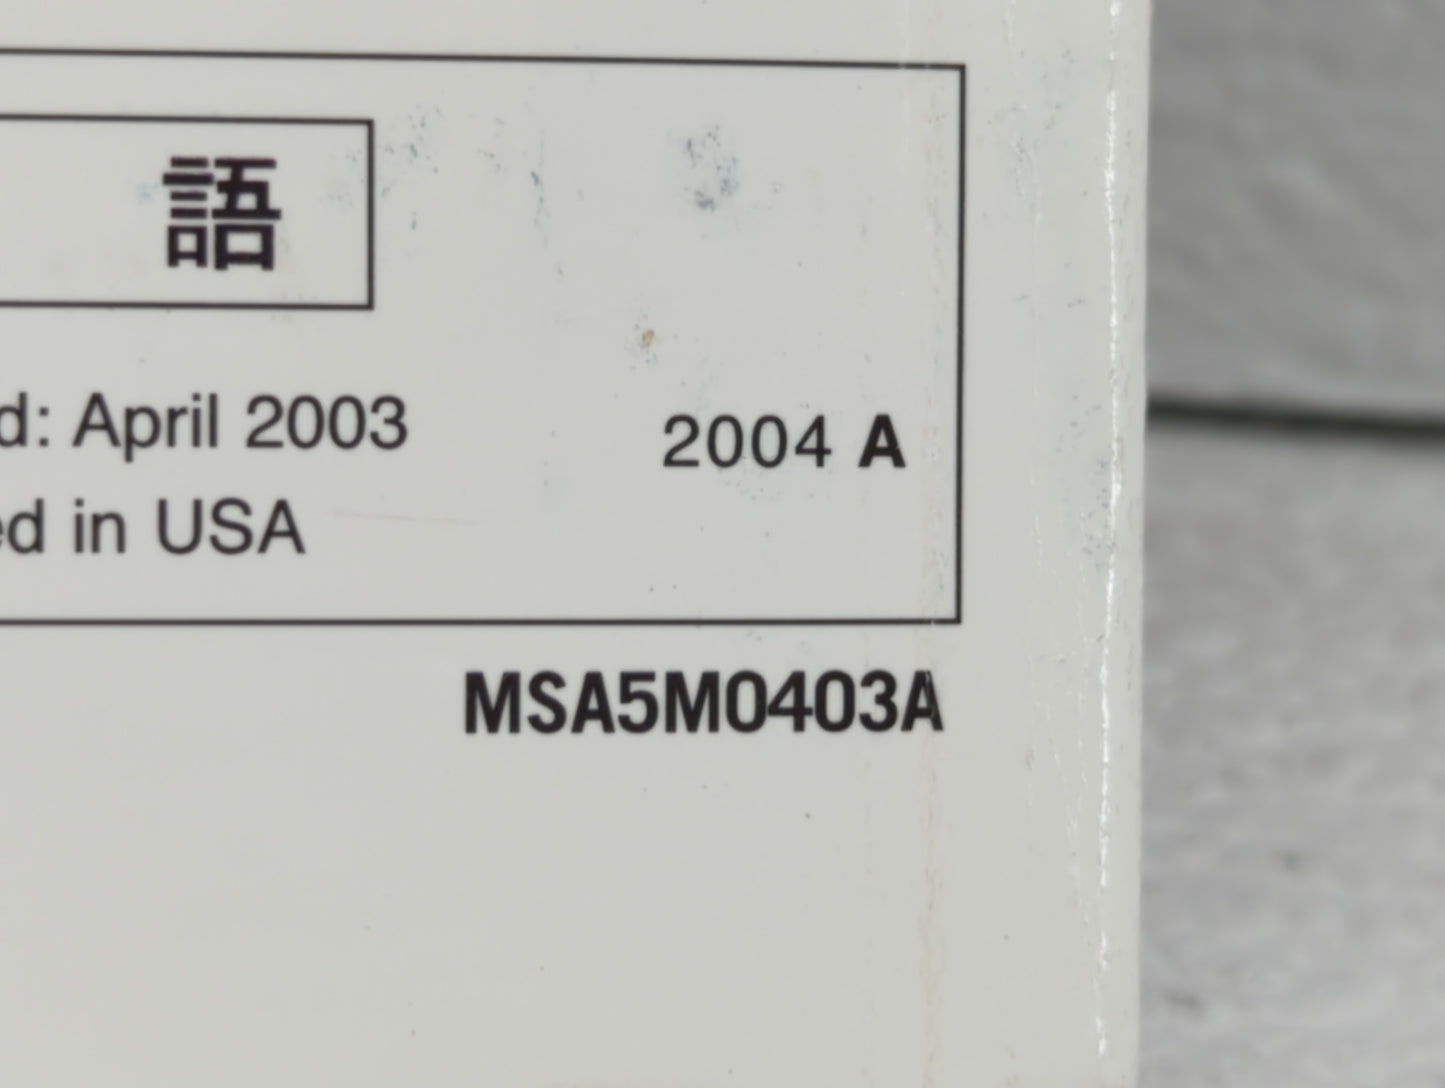 語
d: April 2003 2004 A
ed in USA
MSA5M0403A